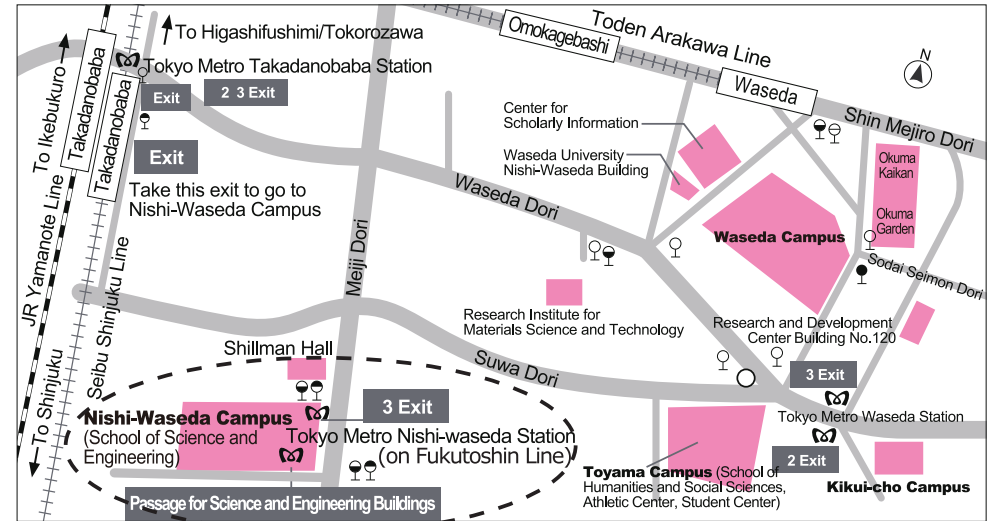 To Higashifushimi/Tokorozawa
Tokyo Metro Takadanobaba Station
Exit
2 3 Exit
Exit
Take this exit to go to
Nishi-Waseda Campus
To Ikebukuro
Takadanobaba
Takadanobaba
JR Yamanote Line
Seibu Shinjuku Line
To Shinjuku
Omokagebashi
Toden Arakawa Line
Waseda
N
Shin Mejiro Dori
Center for
Scholarly Information
Waseda University
Nishi-Waseda Building
Okuma
Kaikan
Okuma
Garden
Waseda Campus
Waseda Dori
Meiji Dori
Sodai Seimon Dori
Research Institute for
Materials Science and Technology
Research and Development
Center Building No.120
Suwa Dori
Shillman Hall
3 Exit
Nishi-Waseda Campus
(School of Science and
Engineering)
Tokyo Metro Nishi-waseda Station
(on Fukutoshin Line)
Passage for Science and Engineering Buildings
3 Exit
Tokyo Metro Waseda Station
2 Exit
Toyama Campus (School of
Humanities and Social Sciences,
Athletic Center, Student Center)
Kikui-cho Campus